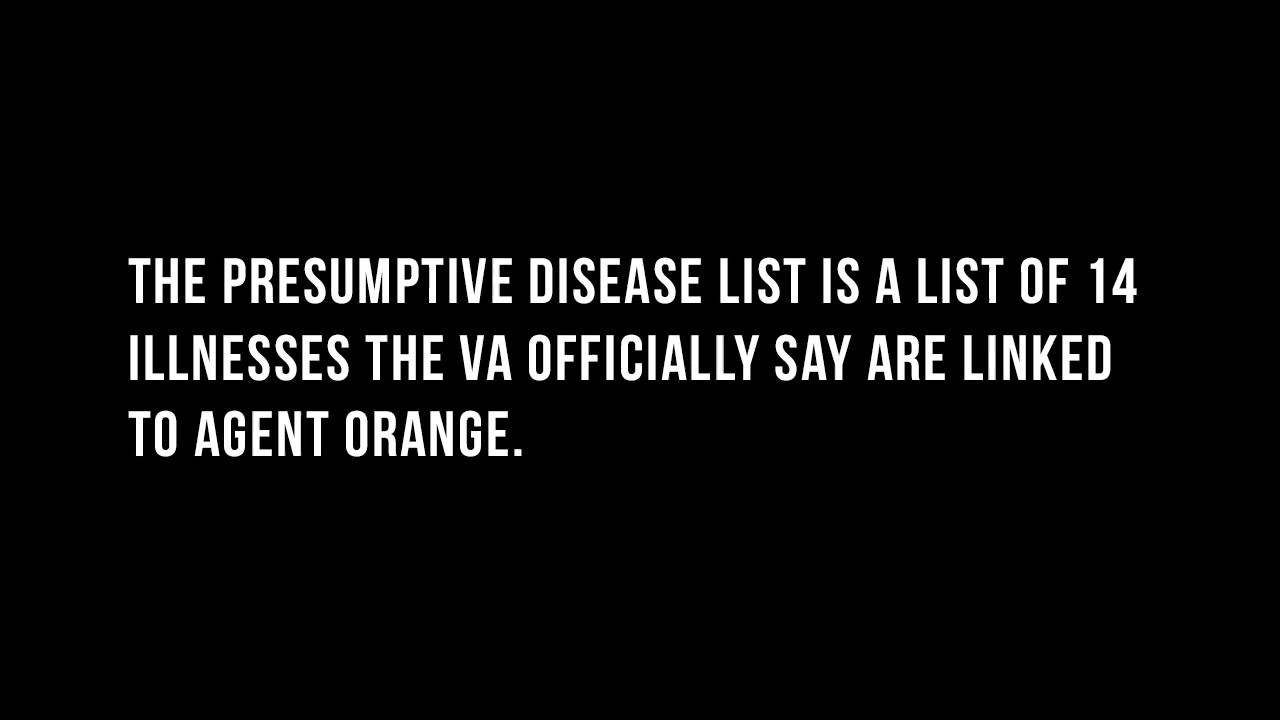 THE PRESUMPTIVE DISEASE LIST IS A LIST OF 14
ILLNESSES THE VA OFFICIALLY SAY ARE LINKED
TO AGENT ORANGE.